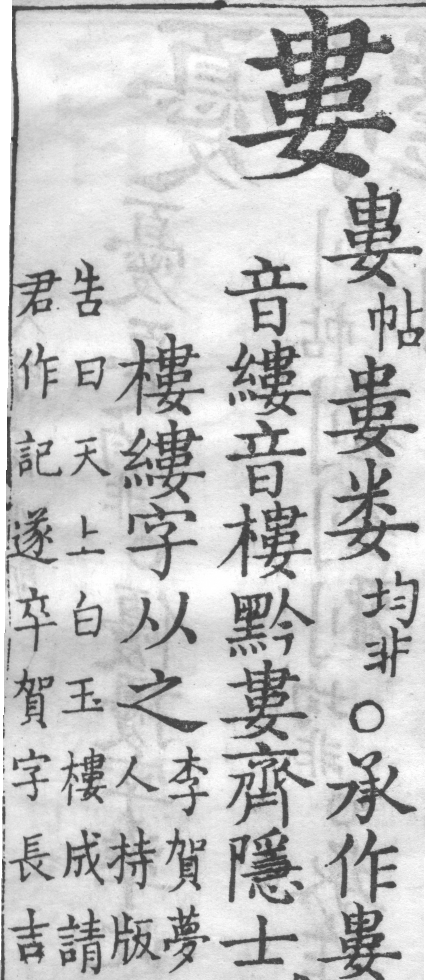 婁
婁帖婁娄均非○承作婁
音縷音樓黔婁齊隱士
樓縷字从之李賀夢
人持版
告曰天上白玉樓成請
君作記遂卒賀字長吉